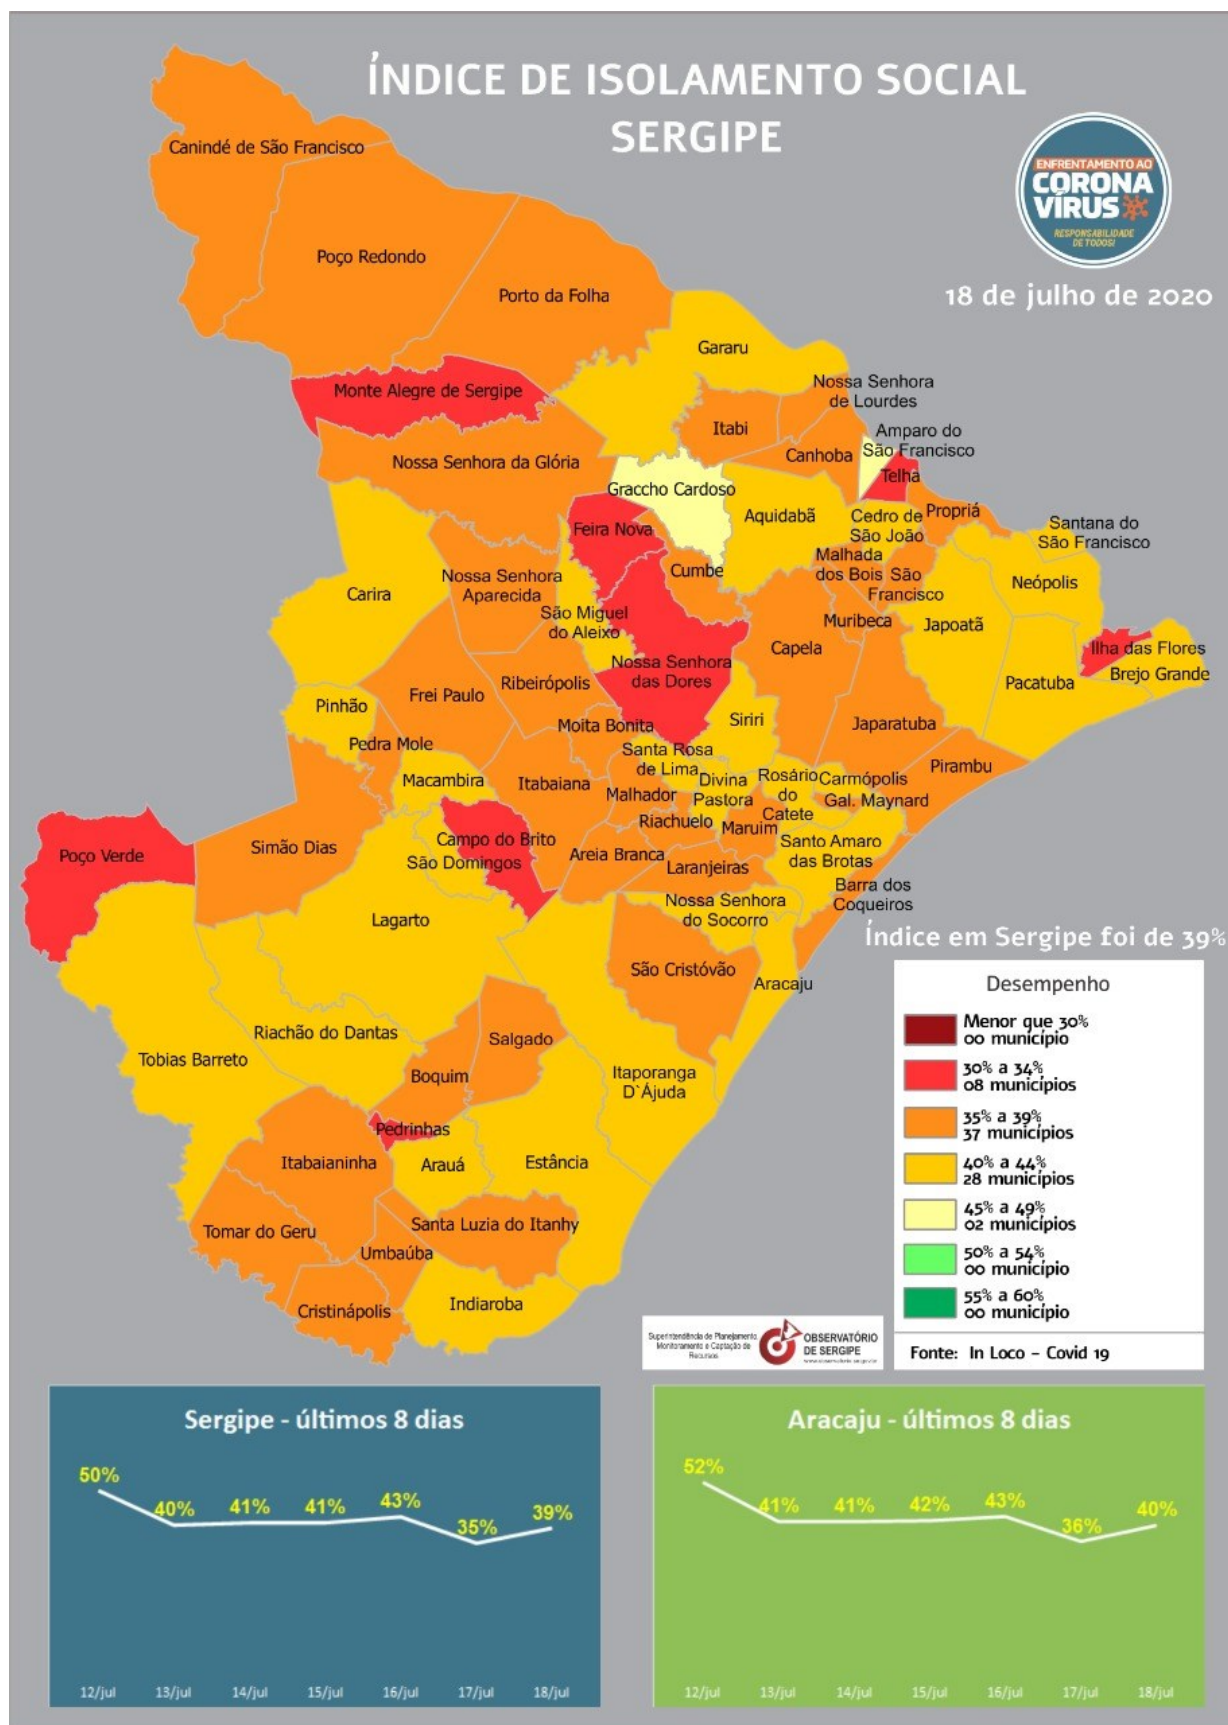 ÍNDICE DE ISOLAMENTO SOCIAL
SERGIPE
ENFRENTAMENTO AO
CORONA
VÍRUS
RESPONSABILIDADE
DE TODOS!
18 de julho de 2020
Canindé de São Francisco
Poço Redondo
Porto da Folha
Gararu
Monte Alegre de Sergipe
Nossa Senhora
de Lourdes
Itabi
Amparo do
São Francisco
Canhoba
Nossa Senhora da Glória
Telha
Graccho Cardoso
Aquidabã
Propriá
Cedro de
São João
Santana do
São Francisco
Feira Nova
Malhada
dos Bois
São
Francisco
Cumbe
Nossa Senhora
Aparecida
Neópolis
Carira
São Miguel
do Aleixo
Muribeca
Japoatã
Capela
Ilha das Flores
Nossa Senhora
das Dores
Brejo Grande
Pacatuba
Ribeirópolis
Frei Paulo
Pinhão
Siriri
Japaratuba
Moita Bonita
Pedra Mole
Santa Rosa
de Lima
Pirambu
Macambira
Itabaiana
Divina
Pastora
Rosário
do
Catete
Carmópolis
Malhador
Gal. Maynard
Riachuelo
Maruim
Campo do Brito
Santo Amaro
das Brotas
Simão Dias
Poço Verde
São Domingos
Areia Branca
Laranjeiras
Barra dos
Coqueiros
Nossa Senhora
do Socorro
Lagarto
São Cristóvão
Aracaju
Riachão do Dantas
Salgado
Tobias Barreto
Boquim
Itaporanga
D`Ájuda
Pedrinhas
Itabaianinha
Arauá
Estância
Tomar do Geru
Santa Luzia do Itanhy
Umbaúba
Cristinápolis
Indiaroba
Índice em Sergipe foi de 39%
Desempenho
Menor que 30%
00 município
30% a 34%
08 municípios
35% a 39%
37 municípios
40% a 44%
28 municípios
45% a 49%
02 municípios
50% a 54%
00 município
55% a 60%
00 município
Fonte: In Loco - Covid 19
Superintendência de Planejamento,
Monitoramento e Captação de
Recursos
OBSERVATÓRIO
DE SERGIPE
www.observatorio.se.gov.br
Sergipe - últimos 8 dias
50%
40%
41%
41%
43%
35%
39%
12/jul
13/jul
14/jul
15/jul
16/jul
17/jul
18/jul
Aracaju - últimos 8 dias
52%
41%
41%
42%
43%
36%
40%
12/jul
13/jul
14/jul
15/jul
16/jul
17/jul
18/jul